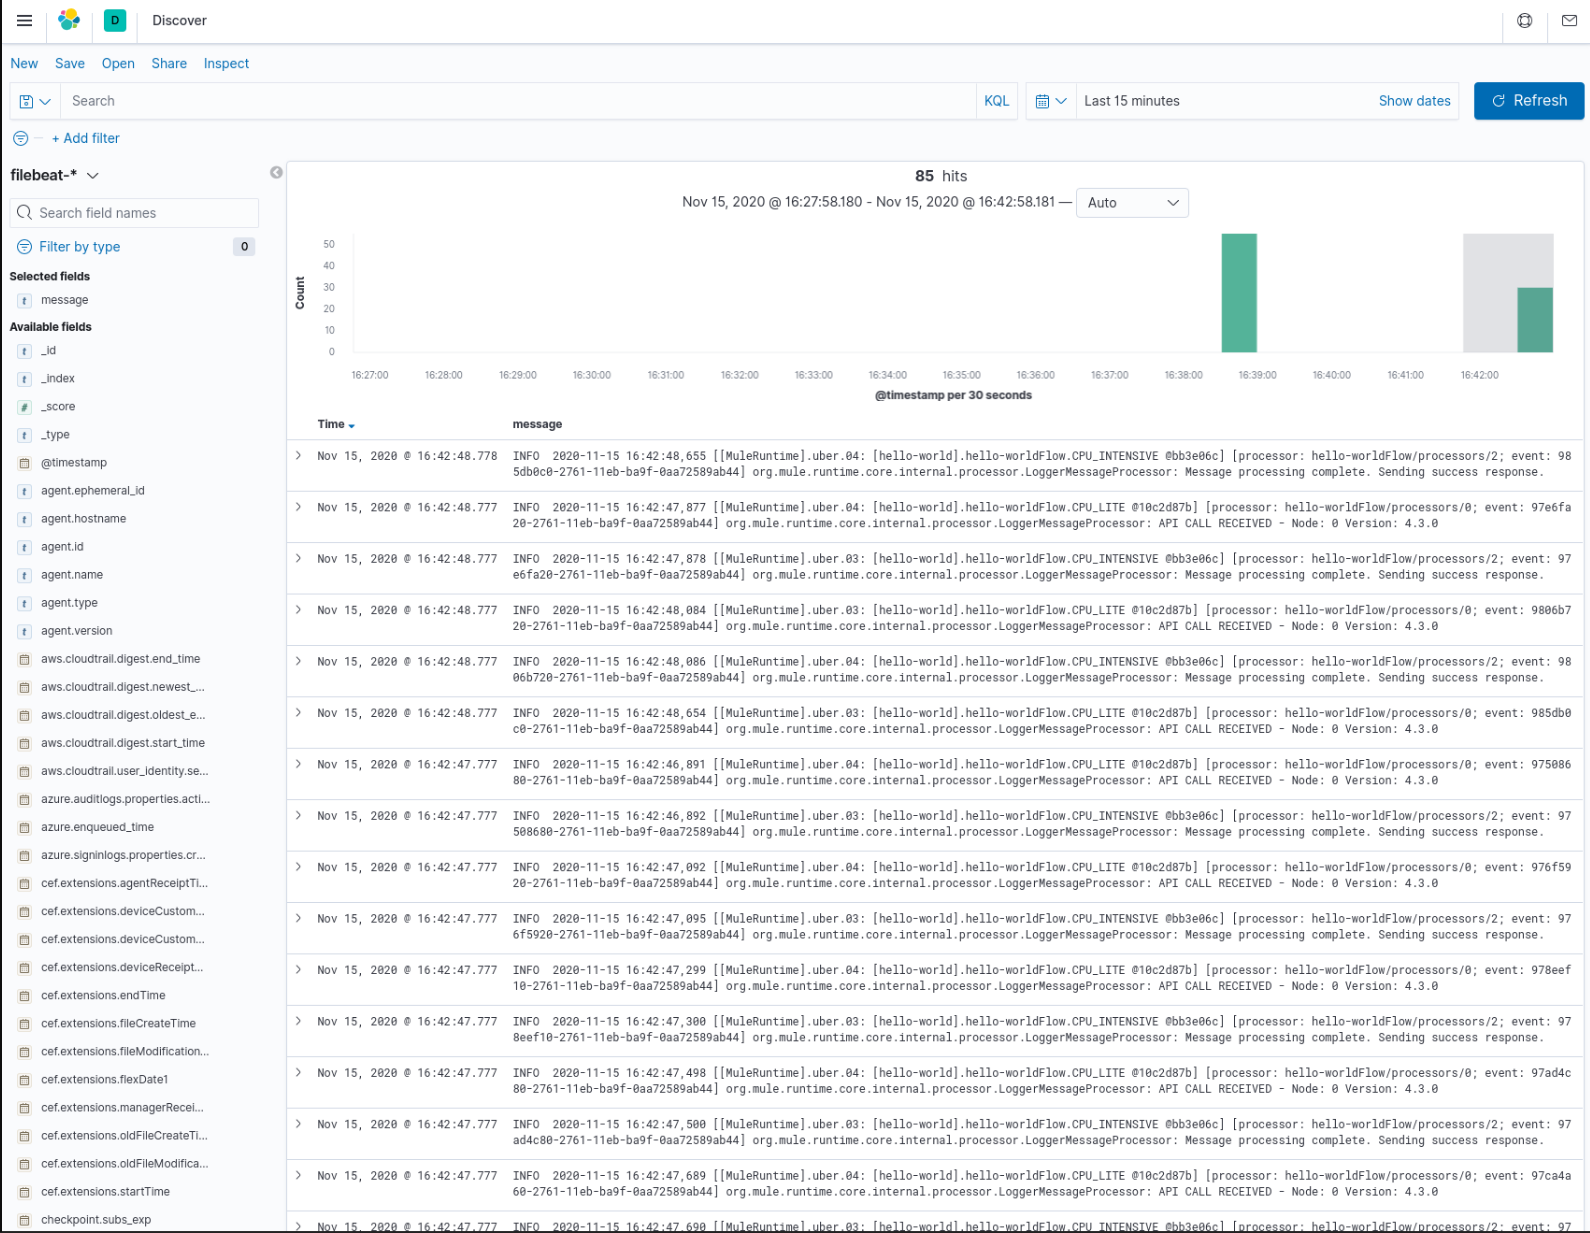 D Discover
New Save Open Share Inspect
Search KQL Last 15 minutes Show dates Refresh
+ Add filter
filebeat-*
Search field names
Filter by type 0
Selected fields
t message
Available fields
t _id
t _index
# _score
t _type
@timestamp
t agent.ephemeral_id
t agent.hostname
t agent.id
t agent.name
t agent.type
t agent.version
aws.cloudtrail.digest.end_time
aws.cloudtrail.digest.newest_...
aws.cloudtrail.digest.oldest_e...
aws.cloudtrail.digest.start_time
aws.cloudtrail.user_identity.se...
azure.auditlogs.properties.acti...
azure.enqueued_time
azure.signinlogs.properties.cr...
cef.extensions.agentReceiptTi...
cef.extensions.deviceCustom...
cef.extensions.deviceCustom...
cef.extensions.deviceReceipt...
cef.extensions.endTime
cef.extensions.fileCreateTime
cef.extensions.fileModification...
cef.extensions.flexDate1
cef.extensions.managerRecei...
cef.extensions.oldFileCreateTi...
cef.extensions.oldFileModifica...
cef.extensions.startTime
checkpoint.subs_exp
85 hits
Nov 15, 2020 @ 16:27:58.180 - Nov 15, 2020 @ 16:42:58.181 — Auto
Count
50
40
30
20
10
0
16:27:00 16:28:00 16:29:00 16:30:00 16:31:00 16:32:00 16:33:00 16:34:00 16:35:00 16:36:00 16:37:00 16:38:00 16:39:00 16:40:00 16:41:00 16:42:00
@timestamp per 30 seconds
Time message
Nov 15, 2020 @ 16:42:48.778 INFO 2020-11-15 16:42:48,655 [[MuleRuntime].uber.04: [hello-world].hello-worldFlow.CPU_INTENSIVE @bb3e06c] [processor: hello-worldFlow/processors/2; event: 98
5db0c0-2761-11eb-ba9f-0aa72589ab44] org.mule.runtime.core.internal.processor.LoggerMessageProcessor: Message processing complete. Sending success response.
Nov 15, 2020 @ 16:42:48.777 INFO 2020-11-15 16:42:47,877 [[MuleRuntime].uber.04: [hello-world].hello-worldFlow.CPU_LITE @10c2d87b] [processor: hello-worldFlow/processors/0; event: 97e6fa
20-2761-11eb-ba9f-0aa72589ab44] org.mule.runtime.core.internal.processor.LoggerMessageProcessor: API CALL RECEIVED - Node: 0 Version: 4.3.0
Nov 15, 2020 @ 16:42:48.777 INFO 2020-11-15 16:42:47,878 [[MuleRuntime].uber.03: [hello-world].hello-worldFlow.CPU_INTENSIVE @bb3e06c] [processor: hello-worldFlow/processors/2; event: 97
e6fa20-2761-11eb-ba9f-0aa72589ab44] org.mule.runtime.core.internal.processor.LoggerMessageProcessor: Message processing complete. Sending success response.
Nov 15, 2020 @ 16:42:48.777 INFO 2020-11-15 16:42:48,084 [[MuleRuntime].uber.03: [hello-world].hello-worldFlow.CPU_LITE @10c2d87b] [processor: hello-worldFlow/processors/0; event: 9806b7
20-2761-11eb-ba9f-0aa72589ab44] org.mule.runtime.core.internal.processor.LoggerMessageProcessor: API CALL RECEIVED - Node: 0 Version: 4.3.0
Nov 15, 2020 @ 16:42:48.777 INFO 2020-11-15 16:42:48,086 [[MuleRuntime].uber.04: [hello-world].hello-worldFlow.CPU_INTENSIVE @bb3e06c] [processor: hello-worldFlow/processors/2; event: 98
06b720-2761-11eb-ba9f-0aa72589ab44] org.mule.runtime.core.internal.processor.LoggerMessageProcessor: Message processing complete. Sending success response.
Nov 15, 2020 @ 16:42:48.777 INFO 2020-11-15 16:42:48,654 [[MuleRuntime].uber.03: [hello-world].hello-worldFlow.CPU_LITE @10c2d87b] [processor: hello-worldFlow/processors/0; event: 985db0
c0-2761-11eb-ba9f-0aa72589ab44] org.mule.runtime.core.internal.processor.LoggerMessageProcessor: API CALL RECEIVED - Node: 0 Version: 4.3.0
Nov 15, 2020 @ 16:42:47.777 INFO 2020-11-15 16:42:46,891 [[MuleRuntime].uber.04: [hello-world].hello-worldFlow.CPU_LITE @10c2d87b] [processor: hello-worldFlow/processors/0; event: 975086
80-2761-11eb-ba9f-0aa72589ab44] org.mule.runtime.core.internal.processor.LoggerMessageProcessor: API CALL RECEIVED - Node: 0 Version: 4.3.0
Nov 15, 2020 @ 16:42:47.777 INFO 2020-11-15 16:42:46,892 [[MuleRuntime].uber.03: [hello-world].hello-worldFlow.CPU_INTENSIVE @bb3e06c] [processor: hello-worldFlow/processors/2; event: 97
508680-2761-11eb-ba9f-0aa72589ab44] org.mule.runtime.core.internal.processor.LoggerMessageProcessor: Message processing complete. Sending success response.
Nov 15, 2020 @ 16:42:47.777 INFO 2020-11-15 16:42:47,092 [[MuleRuntime].uber.04: [hello-world].hello-worldFlow.CPU_LITE @10c2d87b] [processor: hello-worldFlow/processors/0; event: 976f59
20-2761-11eb-ba9f-0aa72589ab44] org.mule.runtime.core.internal.processor.LoggerMessageProcessor: API CALL RECEIVED - Node: 0 Version: 4.3.0
Nov 15, 2020 @ 16:42:47.777 INFO 2020-11-15 16:42:47,095 [[MuleRuntime].uber.03: [hello-world].hello-worldFlow.CPU_INTENSIVE @bb3e06c] [processor: hello-worldFlow/processors/2; event: 97
6f5920-2761-11eb-ba9f-0aa72589ab44] org.mule.runtime.core.internal.processor.LoggerMessageProcessor: Message processing complete. Sending success response.
Nov 15, 2020 @ 16:42:47.777 INFO 2020-11-15 16:42:47,299 [[MuleRuntime].uber.04: [hello-world].hello-worldFlow.CPU_LITE @10c2d87b] [processor: hello-worldFlow/processors/0; event: 978eef
10-2761-11eb-ba9f-0aa72589ab44] org.mule.runtime.core.internal.processor.LoggerMessageProcessor: API CALL RECEIVED - Node: 0 Version: 4.3.0
Nov 15, 2020 @ 16:42:47.777 INFO 2020-11-15 16:42:47,300 [[MuleRuntime].uber.03: [hello-world].hello-worldFlow.CPU_INTENSIVE @bb3e06c] [processor: hello-worldFlow/processors/2; event: 97
8eef10-2761-11eb-ba9f-0aa72589ab44] org.mule.runtime.core.internal.processor.LoggerMessageProcessor: Message processing complete. Sending success response.
Nov 15, 2020 @ 16:42:47.777 INFO 2020-11-15 16:42:47,498 [[MuleRuntime].uber.04: [hello-world].hello-worldFlow.CPU_LITE @10c2d87b] [processor: hello-worldFlow/processors/0; event: 97ad4c
80-2761-11eb-ba9f-0aa72589ab44] org.mule.runtime.core.internal.processor.LoggerMessageProcessor: API CALL RECEIVED - Node: 0 Version: 4.3.0
Nov 15, 2020 @ 16:42:47.777 INFO 2020-11-15 16:42:47,500 [[MuleRuntime].uber.03: [hello-world].hello-worldFlow.CPU_INTENSIVE @bb3e06c] [processor: hello-worldFlow/processors/2; event: 97
ad4c80-2761-11eb-ba9f-0aa72589ab44] org.mule.runtime.core.internal.processor.LoggerMessageProcessor: Message processing complete. Sending success response.
Nov 15, 2020 @ 16:42:47.777 INFO 2020-11-15 16:42:47,689 [[MuleRuntime].uber.04: [hello-world].hello-worldFlow.CPU_LITE @10c2d87b] [processor: hello-worldFlow/processors/0; event: 97ca4a
60-2761-11eb-ba9f-0aa72589ab44] org.mule.runtime.core.internal.processor.LoggerMessageProcessor: API CALL RECEIVED - Node: 0 Version: 4.3.0
Nov 15, 2020 @ 16:42:47.777 INFO 2020-11-15 16:42:47,690 [[MuleRuntime].uber.03: [hello-world].hello-worldFlow.CPU_INTENSIVE @bb3e06c] [processor: hello-worldFlow/processors/2; event: 97